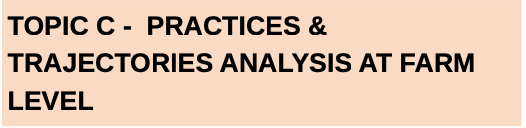 TOPIC C -  PRACTICES &
TRAJECTORIES ANALYSIS AT FARM
LEVEL